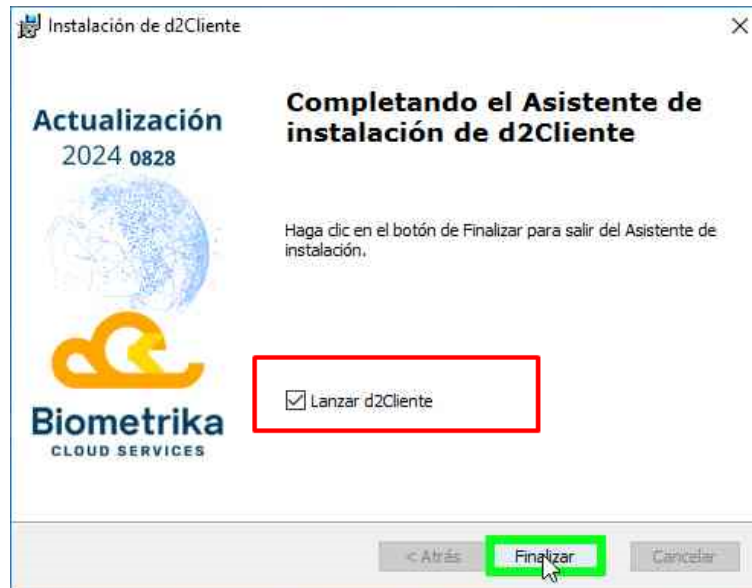 Instalación de d2Cliente
Actualización
2024 0828
Biometrika
CLOUD SERVICES
Completando el Asistente de
instalación de d2Cliente
Haga clic en el botón de Finalizar para salir del Asistente de
instalación.
Lanzar d2Cliente
< Atrás Finalizar Cancelar